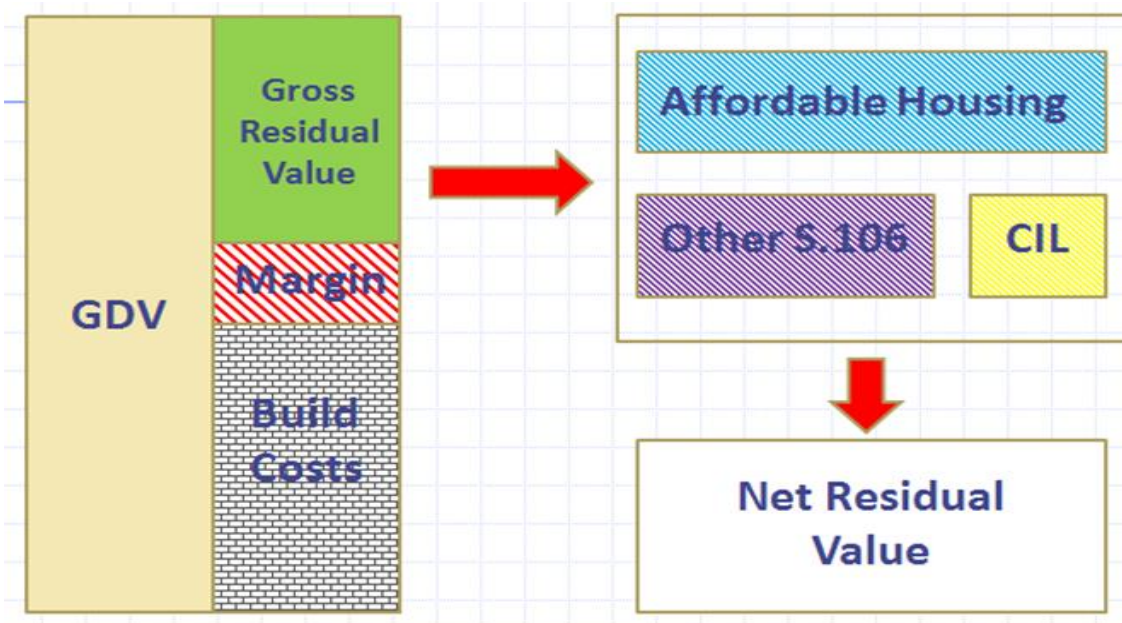 GDV
Gross
Residual
Value
Margin
Build
Costs
Affordable Housing
Other S.106
CIL
Net Residual
Value